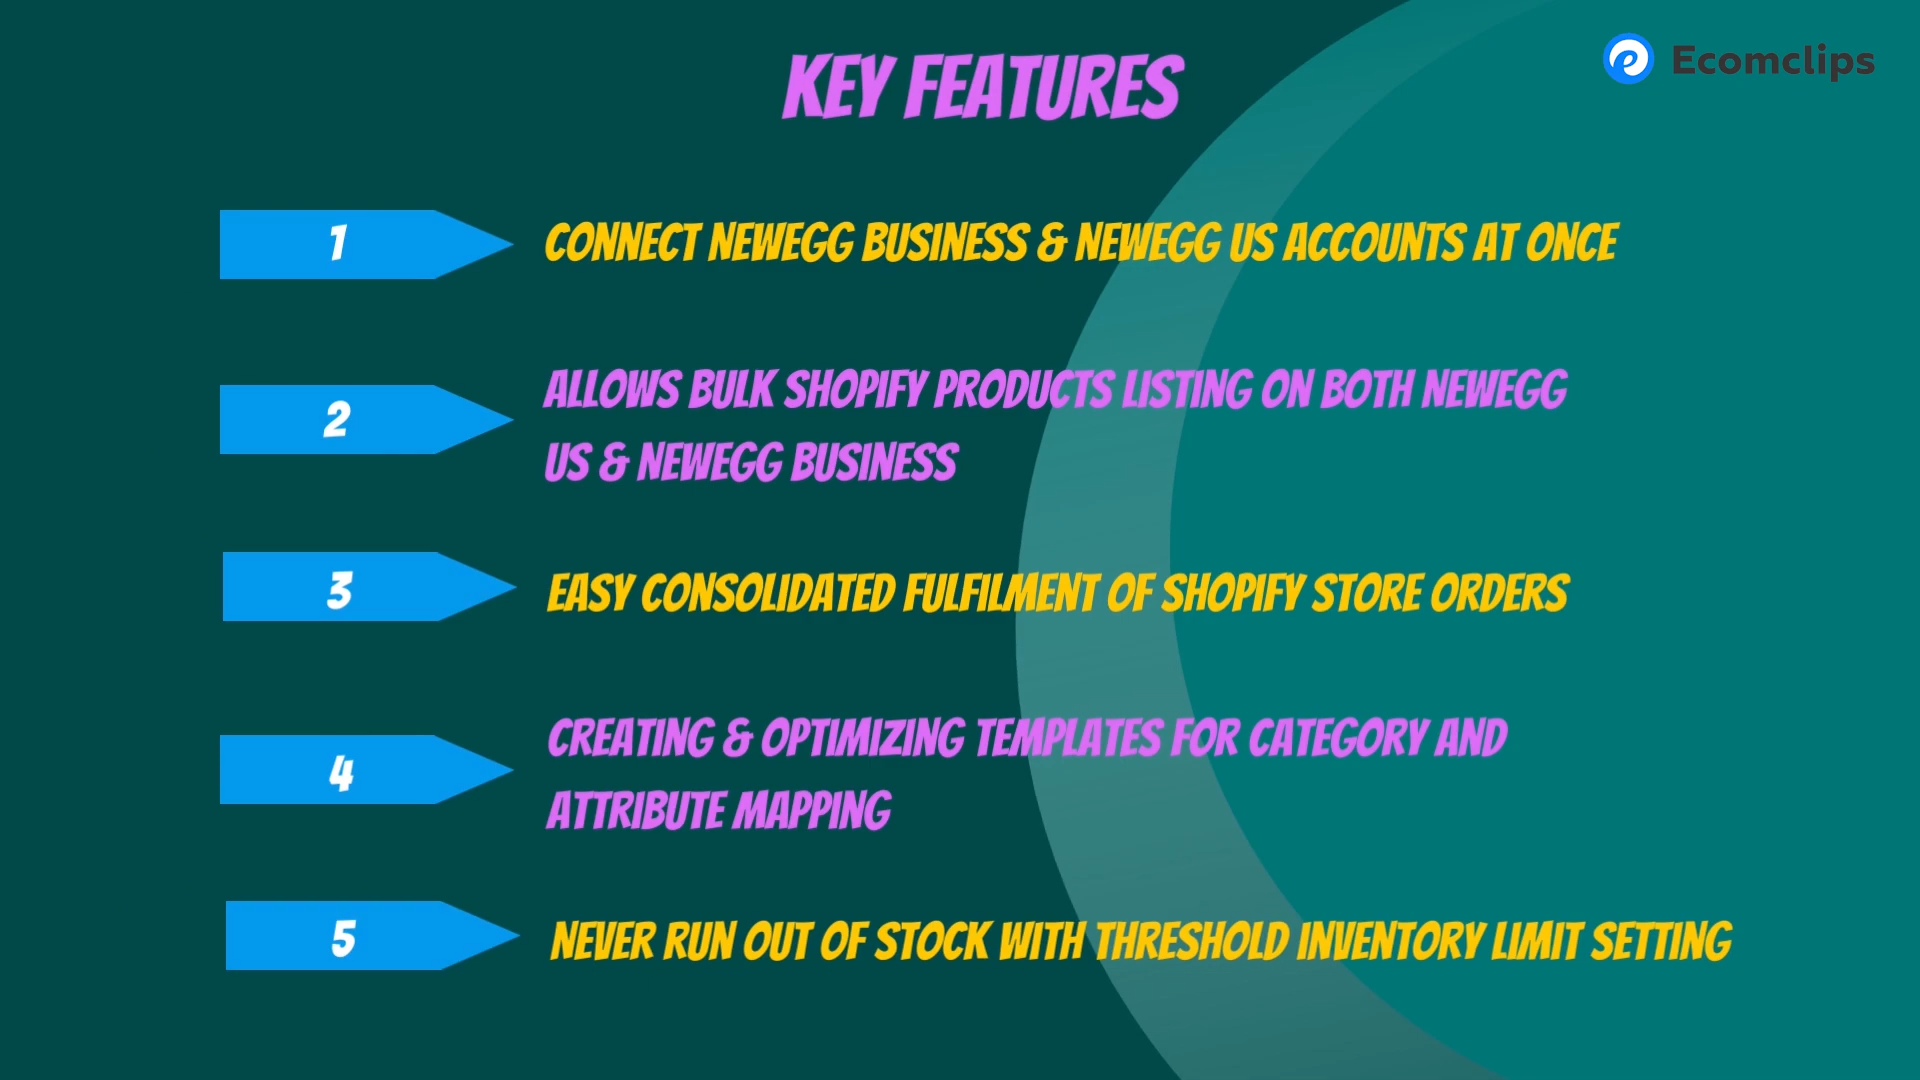 KEY FEATURES
Ecomclips
1
CONNECT NEWEGG BUSINESS & NEWEGG US ACCOUNTS AT ONCE
2
ALLOWS BULK SHOPIFY PRODUCTS LISTING ON BOTH NEWEGG
US & NEWEGG BUSINESS
3
EASY CONSOLIDATED FULFILMENT OF SHOPIFY STORE ORDERS
4
CREATING & OPTIMIZING TEMPLATES FOR CATEGORY AND
ATTRIBUTE MAPPING
5
NEVER RUN OUT OF STOCK WITH THRESHOLD INVENTORY LIMIT SETTING